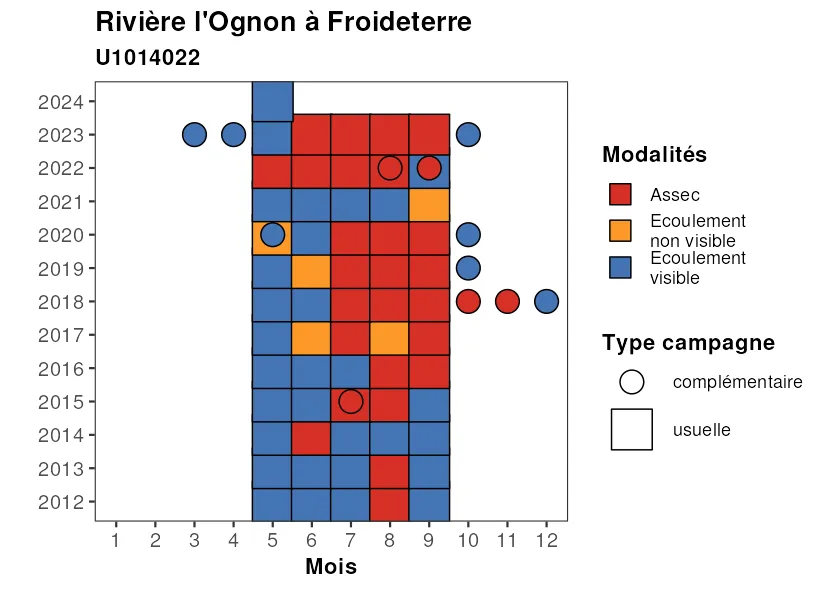 Rivière l'Ognon à Froideterre
U1014022
2024
2023
2022
2021
2020
2019
2018
2017
2016
2015
2014
2013
2012
1 2 3 4 5 6 7 8 9 10 11 12
Mois
Modalités
Assec
Ecoulement
non visible
Ecoulement
visible
Type campagne
complémentaire
usuelle